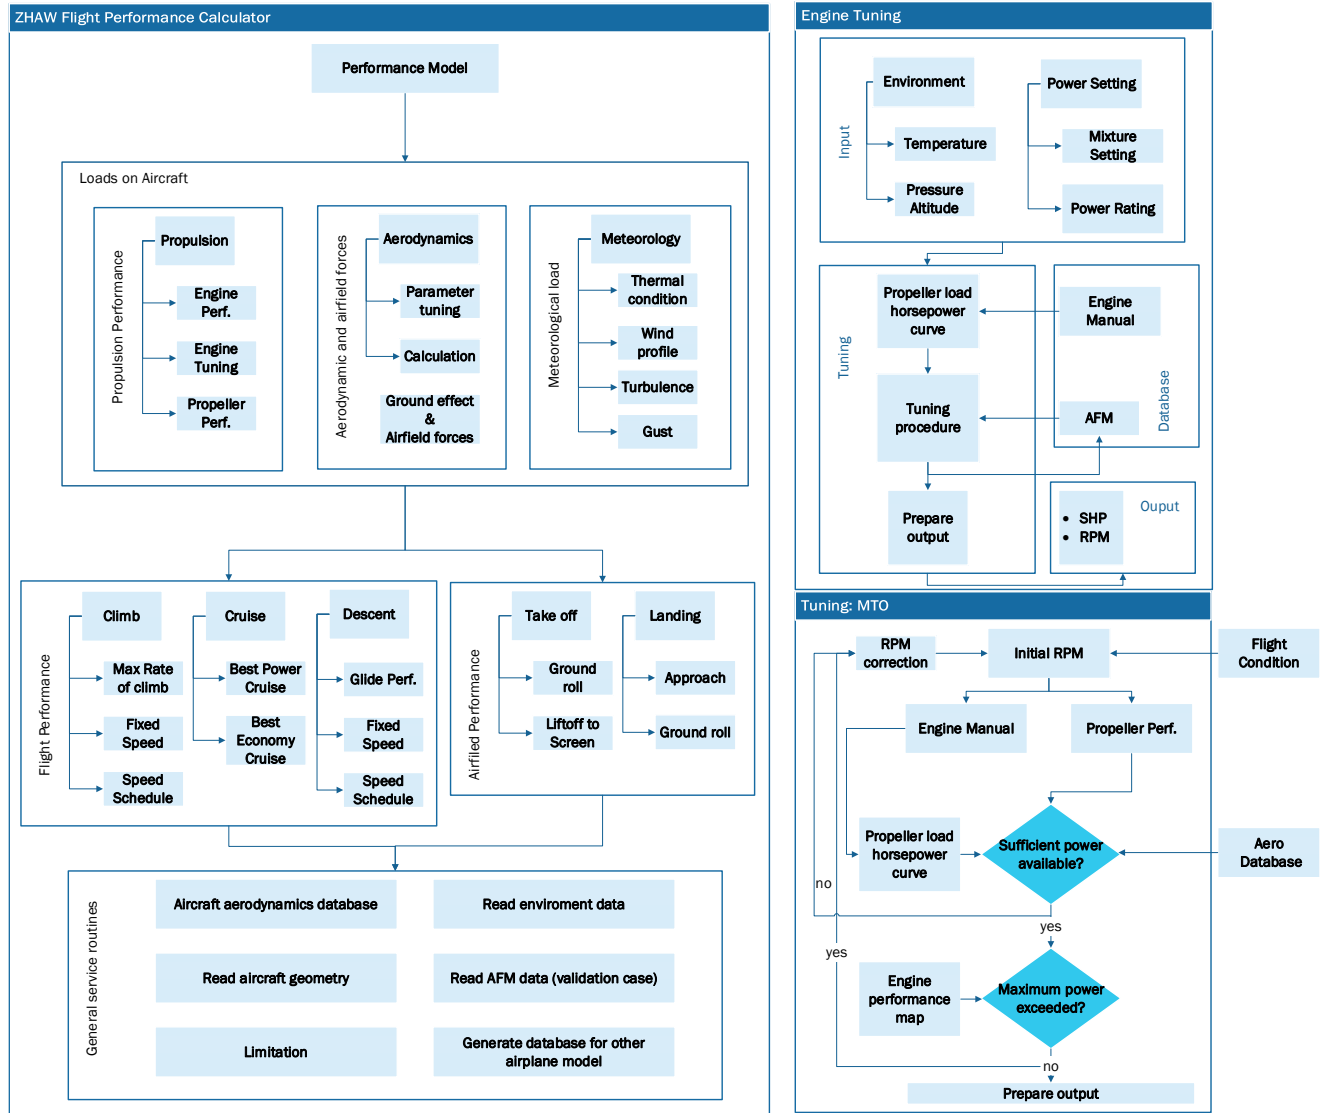 ZHAW Flight Performance Calculator
Performance Model
Loads on Aircraft
Propulsion Performance
Propulsion
Engine
Perf.
Engine
Tuning
Propeller
Perf.
Aerodynamic and airfield forces
Aerodynamics
Parameter
tuning
Calculation
Ground effect
&
Airfield forces
Meteorological load
Meteorology
Thermal
condition
Wind
profile
Turbulence
Gust
Flight Performance
Climb
Max Rate
of climb
Fixed
Speed
Speed
Schedule
Cruise
Best Power
Cruise
Best
Economy
Cruise
Descent
Glide Perf.
Fixed
Speed
Speed
Schedule
Airfiled Performance
Take off
Ground
roll
Liftoff to
Screen
Landing
Approach
Ground roll
General service routines
Aircraft aerodynamics database
Read enviroment data
Read aircraft geometry
Read AFM data (validation case)
Limitation
Generate database for other
airplane model
Engine Tuning
Input
Environment
Temperature
Pressure
Altitude
Power Setting
Mixture
Setting
Power Rating
Tuning
Propeller load
horsepower
curve
Tuning
procedure
Prepare
output
Engine
Manual
AFM
Database
Ouput
• SHP
• RPM
Tuning: MTO
RPM
correction
Initial RPM
Flight
Condition
Engine Manual
Propeller Perf.
Propeller load
horsepower
curve
Sufficient power
available?
Aero
Database
no
yes
yes
Engine
performance
map
Maximum power
exceeded?
no
Prepare output